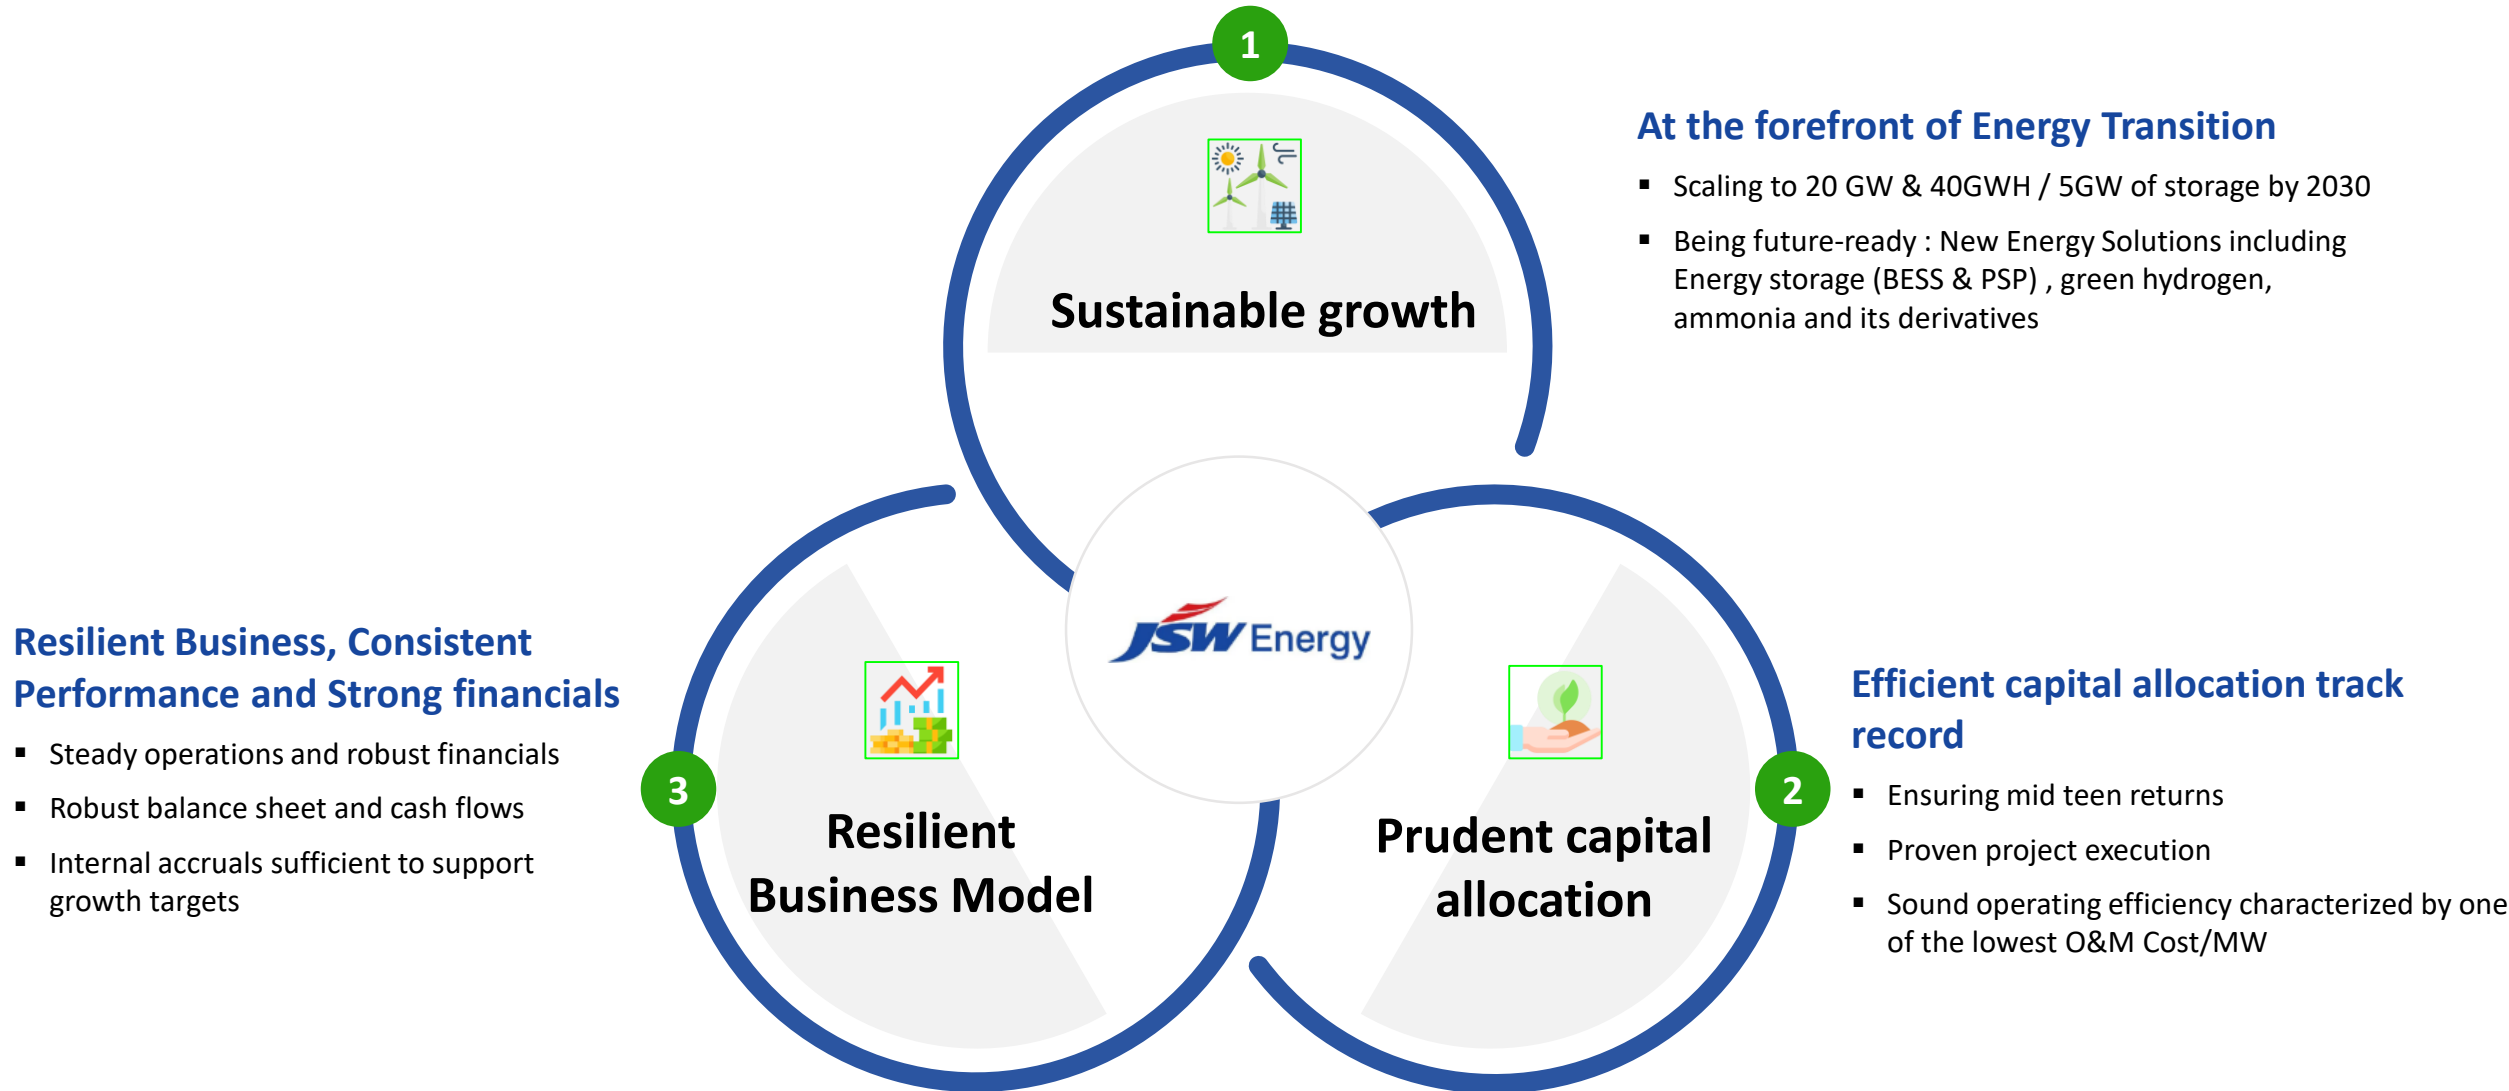 1
At the forefront of Energy Transition
▪ Scaling to 20 GW & 40GWH / 5GW of storage by 2030
▪ Being future-ready : New Energy Solutions including
Energy storage (BESS & PSP) , green hydrogen,
ammonia and its derivatives
Sustainable growth
JSW Energy
Resilient Business, Consistent
Performance and Strong financials
▪ Steady operations and robust financials
▪ Robust balance sheet and cash flows
▪ Internal accruals sufficient to support
growth targets
3
Resilient
Business Model
Prudent capital
allocation
2
Efficient capital allocation track
record
▪ Ensuring mid teen returns
▪ Proven project execution
▪ Sound operating efficiency characterized by one
of the lowest O&M Cost/MW